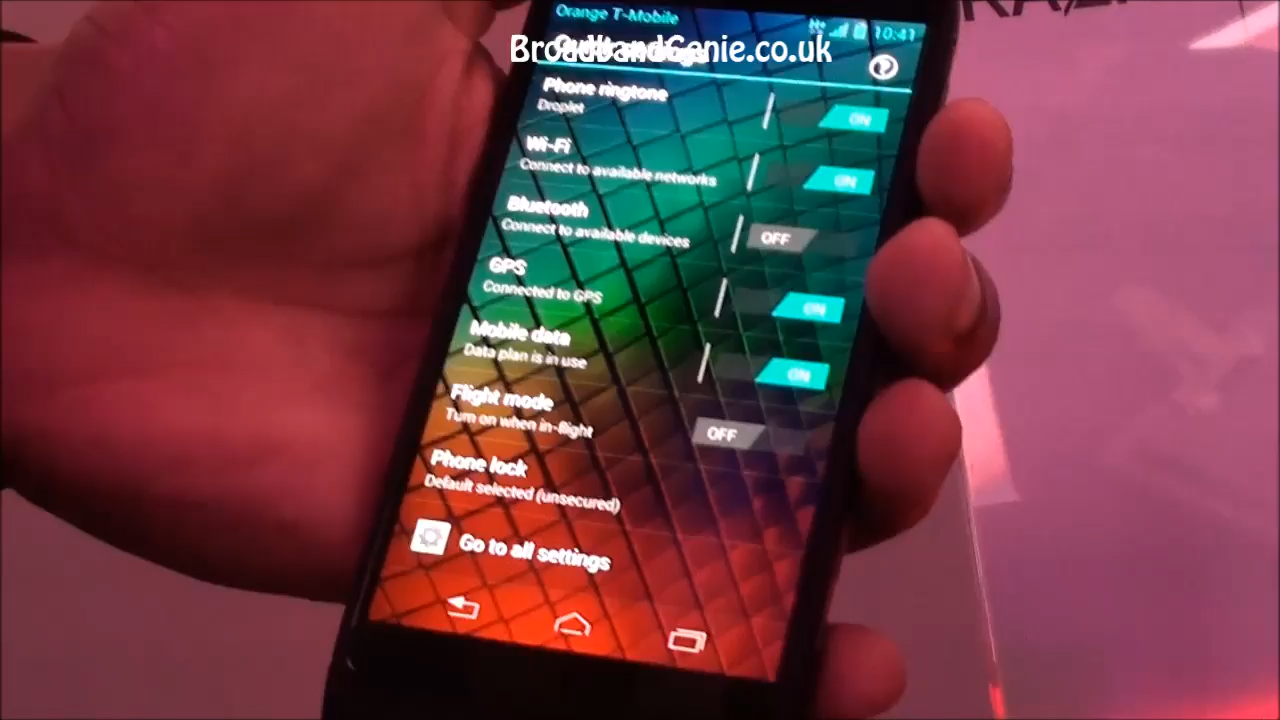 Orange T-Mobile
H+ 10:41
BroadbandGenie.co.uk
Phone ringtone
Droplet
ON
Wi-Fi
Connect to available networks
ON
Bluetooth
Connect to available devices
OFF
GPS
Connected to GPS
ON
Mobile data
Data plan is in use
ON
Flight mode
Turn on when in-flight
OFF
Phone lock
Default selected (unsecured)
Go to all settings